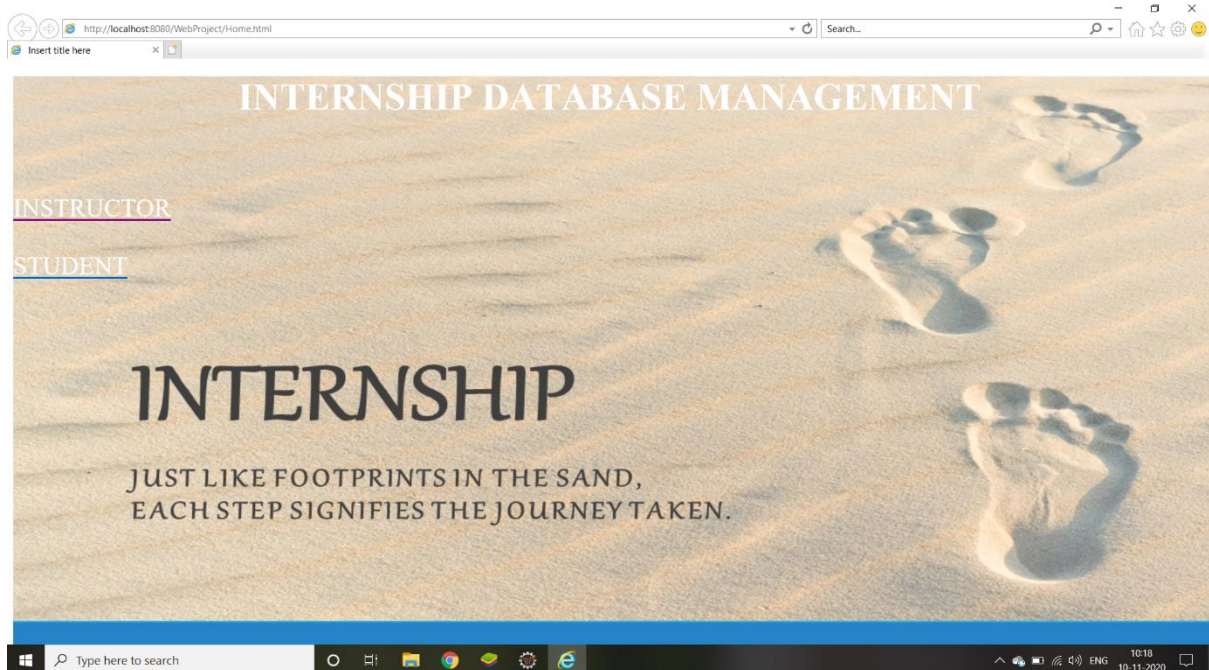 http://localhost:8080/WebProject/Home.html
Search...
Insert title here
INTERNSHIP DATABASE MANAGEMENT
INSTRUCTOR
STUDENT
INTERNSHIP
JUST LIKE FOOTPRINTS IN THE SAND,
EACH STEP SIGNIFIES THE JOURNEY TAKEN.
Type here to search
ENG
10:18
10-11-2020